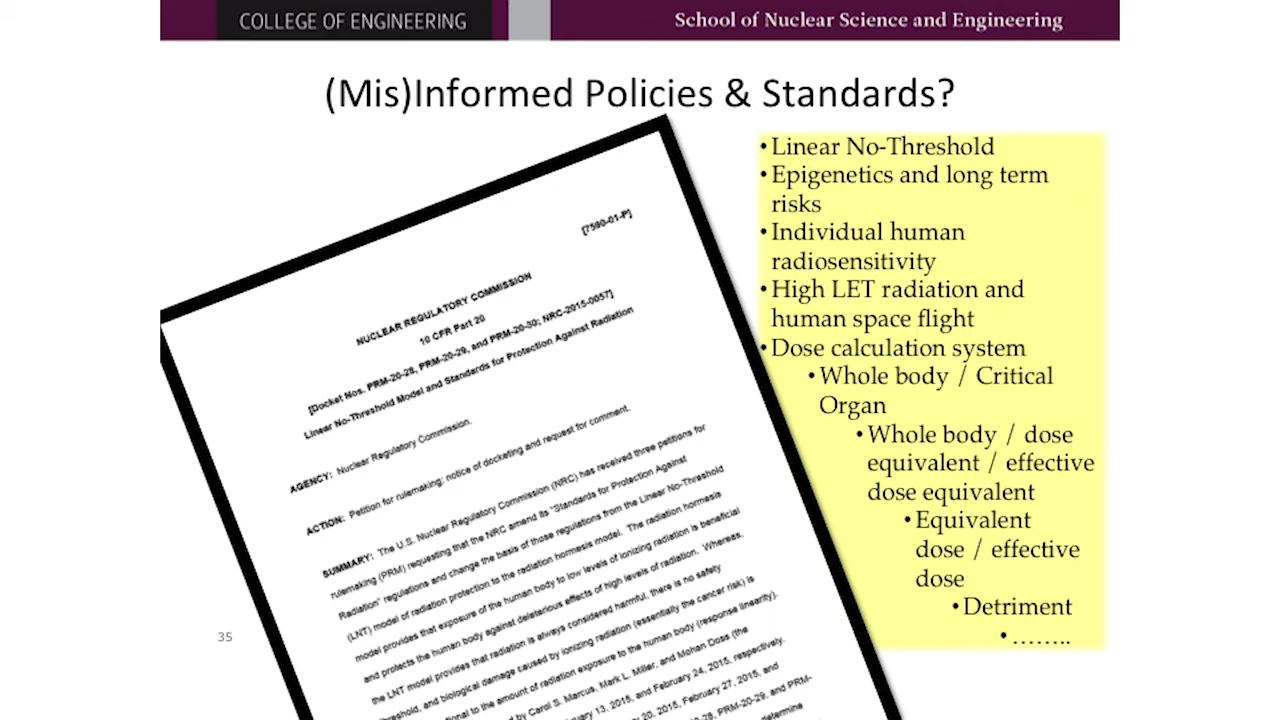 COLLEGE OF ENGINEERING
School of Nuclear Science and Engineering
(Mis)Informed Policies & Standards?
[7590-01-P]
NUCLEAR REGULATORY COMMISSION
10 CFR Part 20
[Docket Nos. PRM-20-28, PRM-20-29, and PRM-20-30; NRC-2015-0057]
Linear No-Threshold Model and Standards for Protection Against Radiation
AGENCY: Nuclear Regulatory Commission.
ACTION: Petition for rulemaking; notice of docketing and request for comment.
SUMMARY: The U.S. Nuclear Regulatory Commission (NRC) has received three petitions for
rulemaking (PRM) requesting that the NRC amend its "Standards for Protection Against
Radiation" regulations and change the basis of those regulations from the Linear No-Threshold
(LNT) model of radiation protection to the radiation hormesis model. The radiation hormesis
model provides that exposure of the human body to low levels of ionizing radiation is beneficial
and protects the human body against deleterious effects of high levels of radiation. Whereas,
the LNT model provides that radiation is always considered harmful, there is no safety
threshold, and biological damage caused by ionizing radiation (essentially the cancer risk) is
to the amount of radiation exposure to the human body (response linearity).
by Carol S. Marcus, Mark L. Miller, and Mohan Doss (the
13, 2015, and February 24, 2015, respectively.
20, 2015, February 27, 2015, and
and PRM-
determine
• Linear No-Threshold
• Epigenetics and long term
risks
• Individual human
radiosensitivity
• High LET radiation and
human space flight
• Dose calculation system
• Whole body / Critical
Organ
• Whole body / dose
equivalent / effective
dose equivalent
• Equivalent
dose / effective
dose
• Detriment
• ........
35